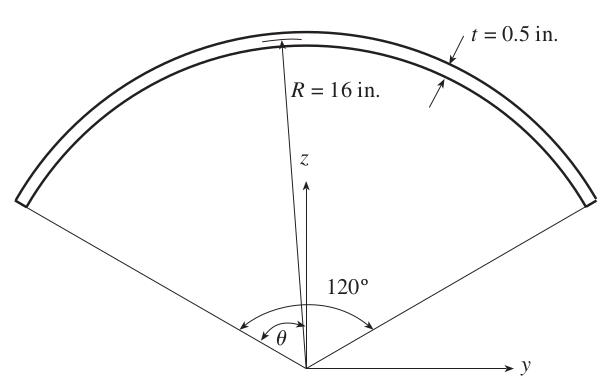 t = 0.5 in.
R = 16 in.
z
120°
θ
y